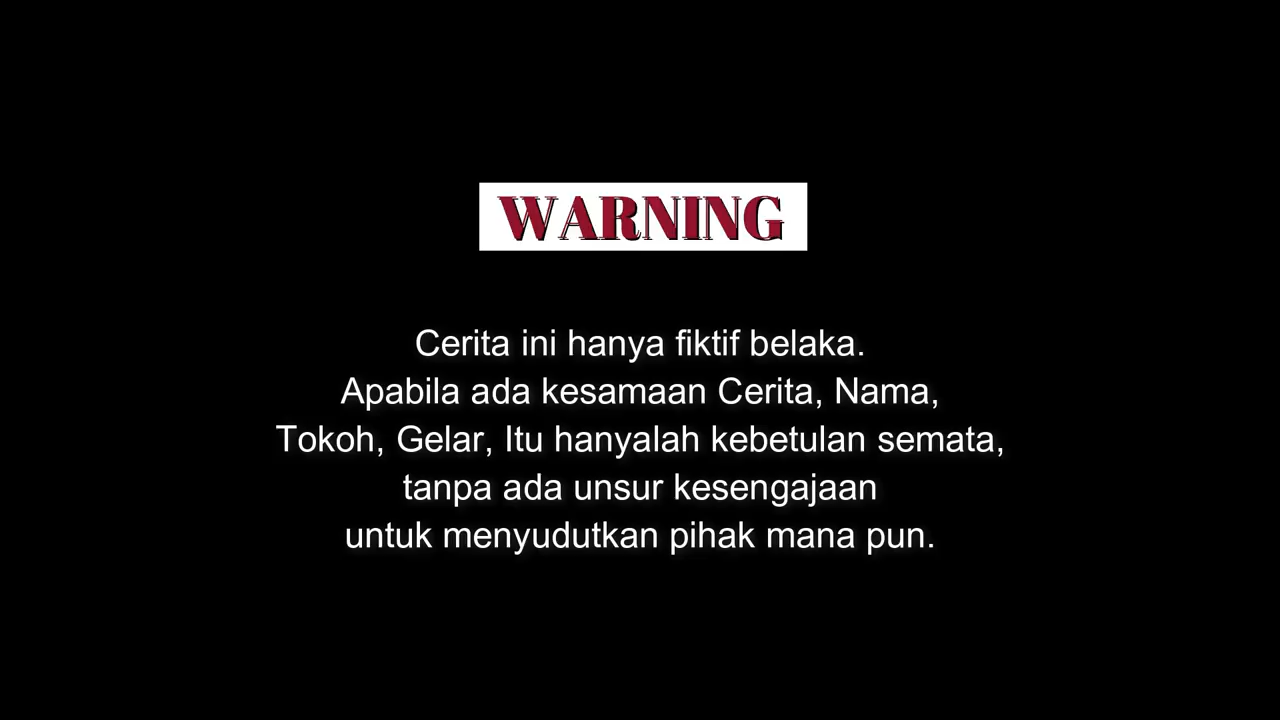 WARNING
Cerita ini hanya fiktif belaka.
Apabila ada kesamaan Cerita, Nama,
Tokoh, Gelar, Itu hanyalah kebetulan semata,
tanpa ada unsur kesengajaan
untuk menyudutkan pihak mana pun.